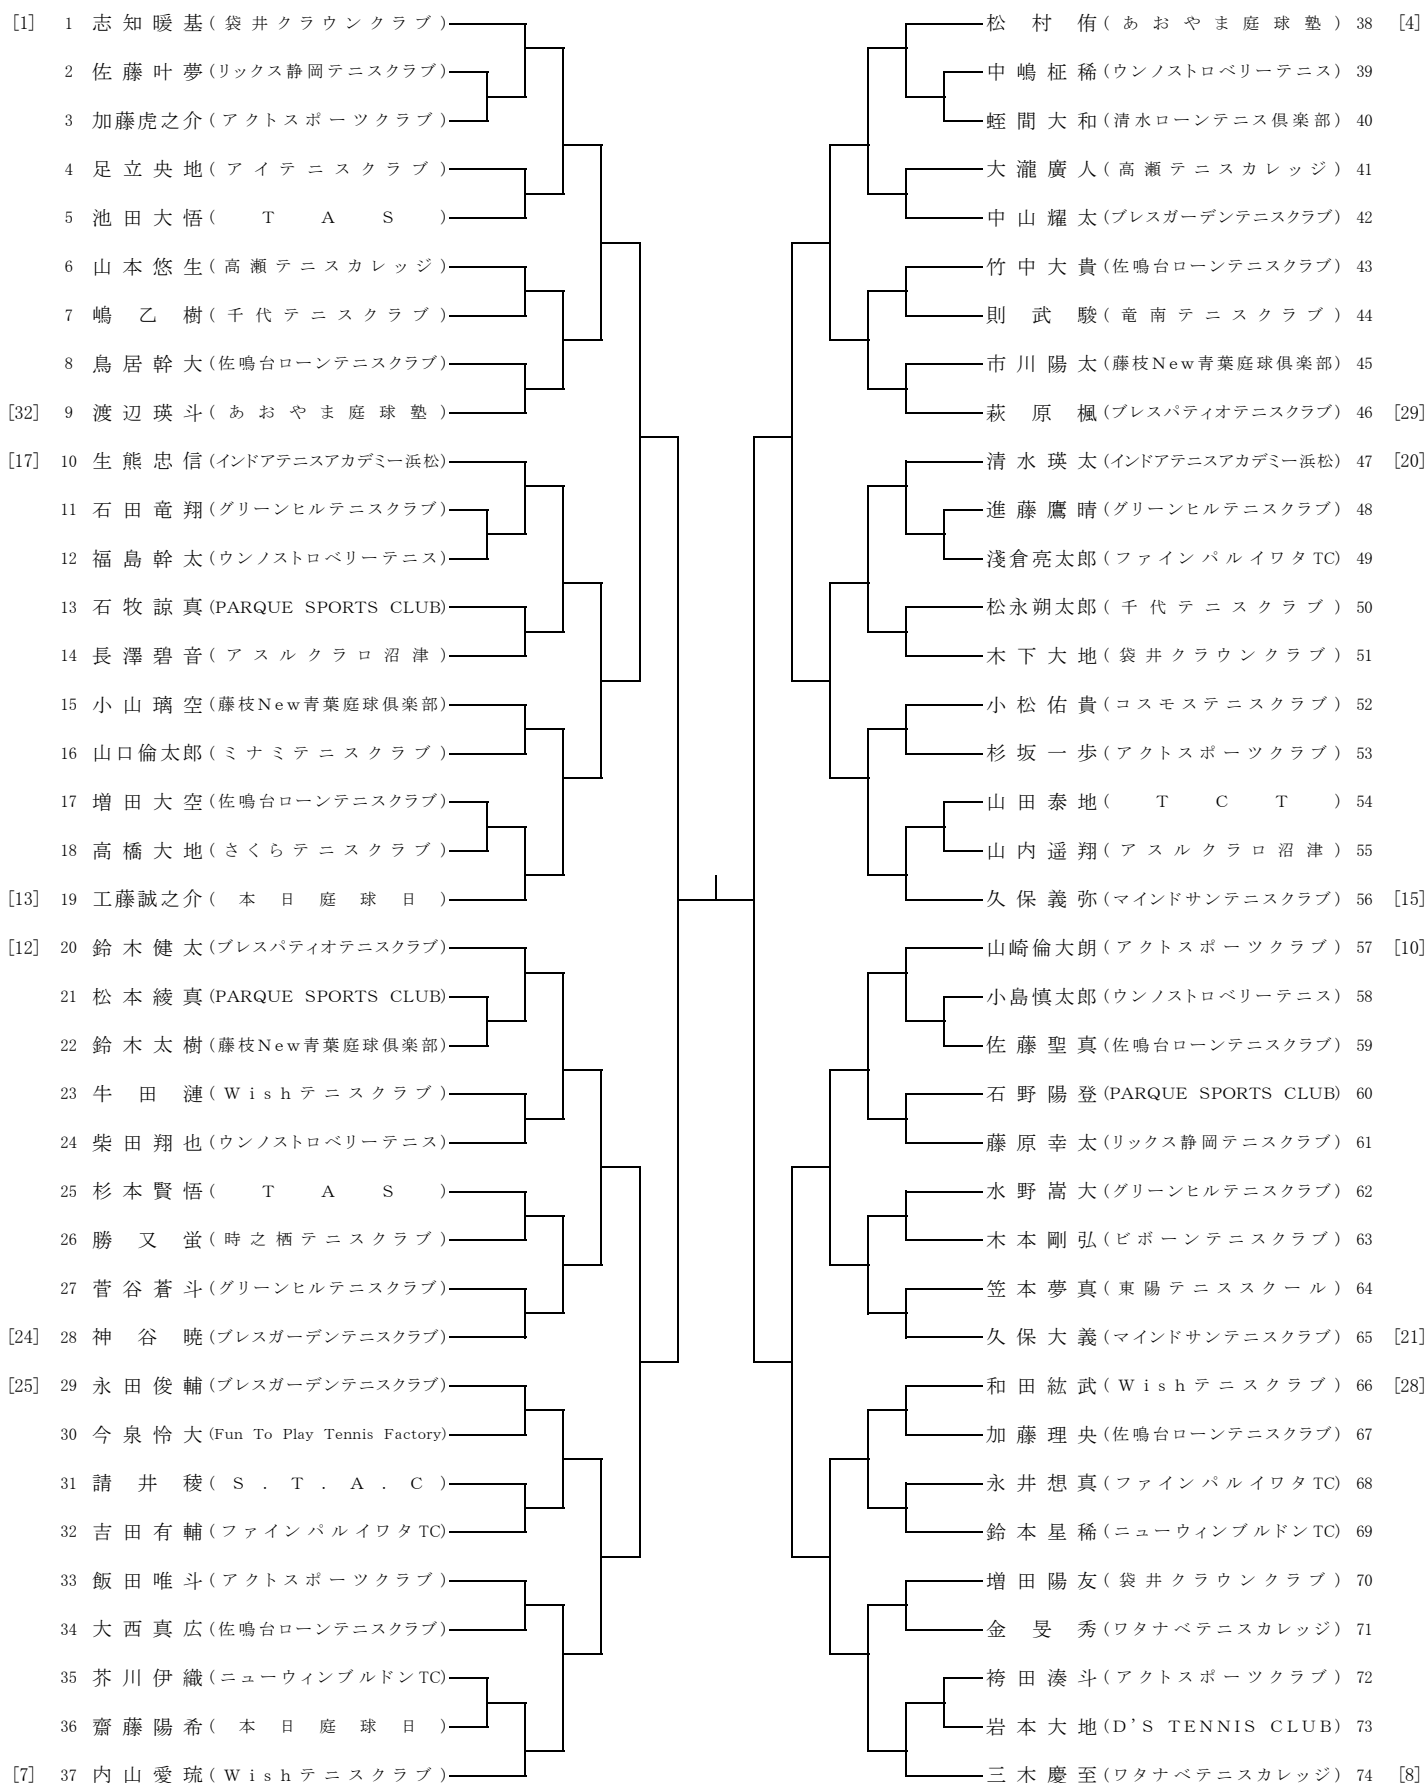 [1] 1 志知暖基(袋井クラウンクラブ)
2 佐藤叶夢(リックス静岡テニスクラブ)
3 加藤虎之介(アクトスポーツクラブ)
4 足立央地(アイテニスクラブ)
5 池田大悟(TAS)
6 山本悠生(高瀬テニスカレッジ)
7 嶋乙樹(千代テニスクラブ)
8 鳥居幹大(佐鳴台ローンテニスクラブ)
[32] 9 渡辺瑛斗(あおやま庭球塾)
[17] 10 生熊忠信(インドアテニスアカデミー浜松)
11 石田竜翔(グリーンヒルテニスクラブ)
12 福島幹太(ウンノストロベリーテニス)
13 石牧諒真(PARQUE SPORTS CLUB)
14 長澤碧音(アスルクラロ沼津)
15 小山璃空(藤枝New青葉庭球倶楽部)
16 山口倫太郎(ミナミテニスクラブ)
17 増田大空(佐鳴台ローンテニスクラブ)
18 高橋大地(さくらテニスクラブ)
[13] 19 工藤誠之介(本日庭球日)
[12] 20 鈴木健太(ブレスパティオテニスクラブ)
21 松本綾真(PARQUE SPORTS CLUB)
22 鈴木太樹(藤枝New青葉庭球倶楽部)
23 牛田漣(Wishテニスクラブ)
24 柴田翔也(ウンノストロベリーテニス)
25 杉本賢悟(TAS)
26 勝又蛍(時之栖テニスクラブ)
27 菅谷蒼斗(グリーンヒルテニスクラブ)
[24] 28 神谷暁(ブレスガーデンテニスクラブ)
[25] 29 永田俊輔(ブレスガーデンテニスクラブ)
30 今泉怜大(Fun To Play Tennis Factory)
31 請井稜(S.T.A.C)
32 吉田有輔(ファインパルイワタTC)
33 飯田唯斗(アクトスポーツクラブ)
34 大西真広(佐鳴台ローンテニスクラブ)
35 芥川伊織(ニューウィンブルドンTC)
36 齋藤陽希(本日庭球日)
[7] 37 内山愛琉(Wishテニスクラブ)
松村侑(あおやま庭球塾) 38 [4]
中嶋柾稀(ウンノストロベリーテニス) 39
蛭間大和(清水ローンテニス倶楽部) 40
大瀧廣人(高瀬テニスカレッジ) 41
中山耀太(ブレスガーデンテニスクラブ) 42
竹中大貴(佐鳴台ローンテニスクラブ) 43
則武駿(竜南テニスクラブ) 44
市川陽太(藤枝New青葉庭球倶楽部) 45
萩原楓(ブレスパティオテニスクラブ) 46 [29]
清水瑛太(インドアテニスアカデミー浜松) 47 [20]
進藤鷹晴(グリーンヒルテニスクラブ) 48
淺倉亮太郎(ファインパルイワタTC) 49
松永朔太郎(千代テニスクラブ) 50
木下大地(袋井クラウンクラブ) 51
小松佑貴(コスモステニスクラブ) 52
杉坂一歩(アクトスポーツクラブ) 53
山田泰地(TCT) 54
山内遥翔(アスルクラロ沼津) 55
久保義弥(マインドサンテニスクラブ) 56 [15]
山崎倫大朗(アクトスポーツクラブ) 57 [10]
小島慎太郎(ウンノストロベリーテニス) 58
佐藤聖真(佐鳴台ローンテニスクラブ) 59
石野陽登(PARQUE SPORTS CLUB) 60
藤原幸太(リックス静岡テニスクラブ) 61
水野嵩大(グリーンヒルテニスクラブ) 62
木本剛弘(ビボーンテニスクラブ) 63
笠本夢真(東陽テニススクール) 64
久保大義(マインドサンテニスクラブ) 65 [21]
和田紘武(Wishテニスクラブ) 66 [28]
加藤理央(佐鳴台ローンテニスクラブ) 67
永井想真(ファインパルイワタTC) 68
鈴木星稀(ニューウィンブルドンTC) 69
増田陽友(袋井クラウンクラブ) 70
金旻秀(ワタナベテニスカレッジ) 71
袴田湊斗(アクトスポーツクラブ) 72
岩本大地(D'S TENNIS CLUB) 73
三木慶至(ワタナベテニスカレッジ) 74 [8]